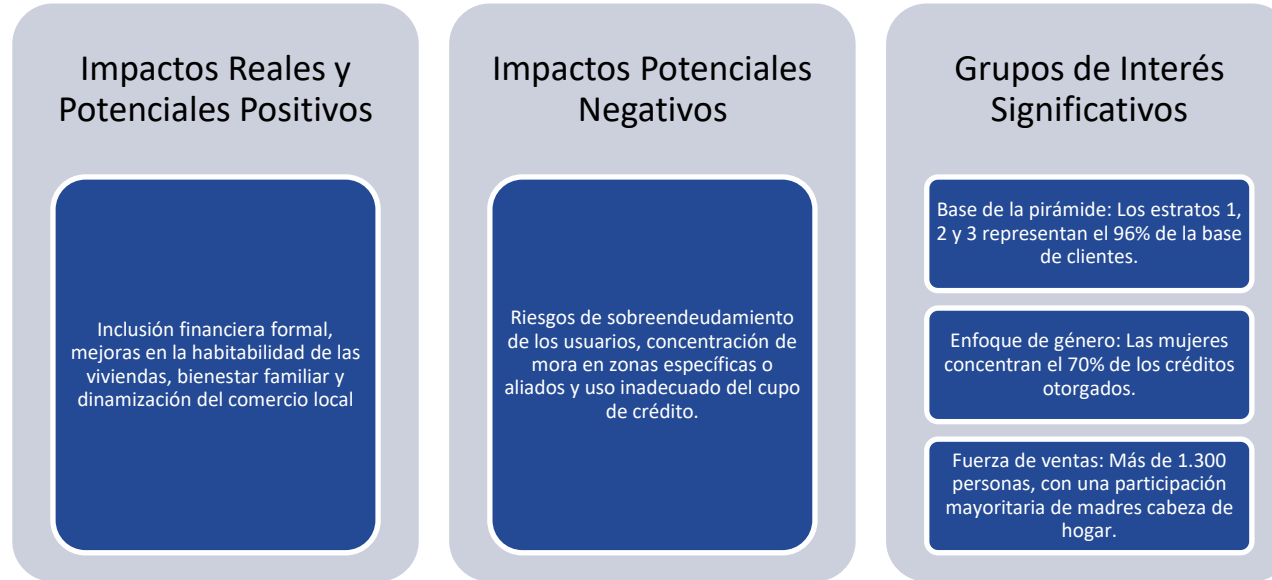 Impactos Reales y
Potenciales Positivos
Inclusión financiera formal,
mejoras en la habitabilidad de las
viviendas, bienestar familiar y
dinamización del comercio local
Impactos Potenciales
Negativos
Riesgos de sobreendeudamiento
de los usuarios, concentración de
mora en zonas específicas o
aliados y uso inadecuado del cupo
de crédito.
Grupos de Interés
Significativos
Base de la pirámide: Los estratos 1,
2 y 3 representan el 96% de la base
de clientes.
Enfoque de género: Las mujeres
concentran el 70% de los créditos
otorgados.
Fuerza de ventas: Más de 1.300
personas, con una participación
mayoritaria de madres cabeza de
hogar.